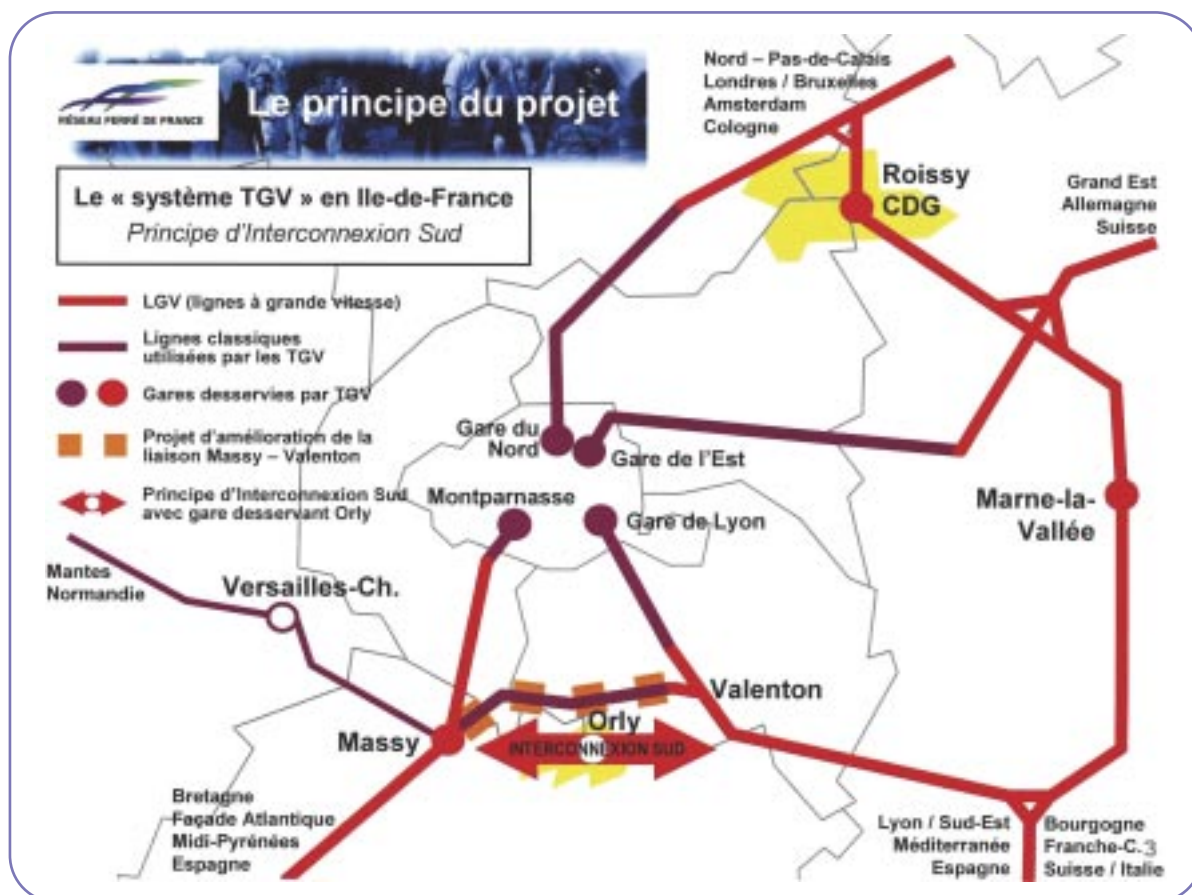 RÉSEAU FERRÉ DE FRANCE
Le principe du projet
Le « système TGV » en Ile-de-France
Principe d'Interconnexion Sud
LGV (lignes à grande vitesse)
Lignes classiques
utilisées par les TGV
Gares desservies par TGV
Projet d'amélioration de la
liaison Massy – Valenton
Principe d'Interconnexion Sud
avec gare desservant Orly
Nord – Pas-de-Calais
Londres / Bruxelles
Amsterdam
Cologne
Roissy
CDG
Grand Est
Allemagne
Suisse
Gare du
Nord
Gare de l'Est
Montparnasse
Gare de Lyon
Marne-la-
Vallée
Mantes
Normandie
Versailles-Ch.
Valenton
Orly
Massy
INTERCONNEXION SUD
Bretagne
Façade Atlantique
Midi-Pyrénées
Espagne
Lyon / Sud-Est
Méditerranée
Espagne
Bourgogne
Franche-C.
Suisse / Italie
3